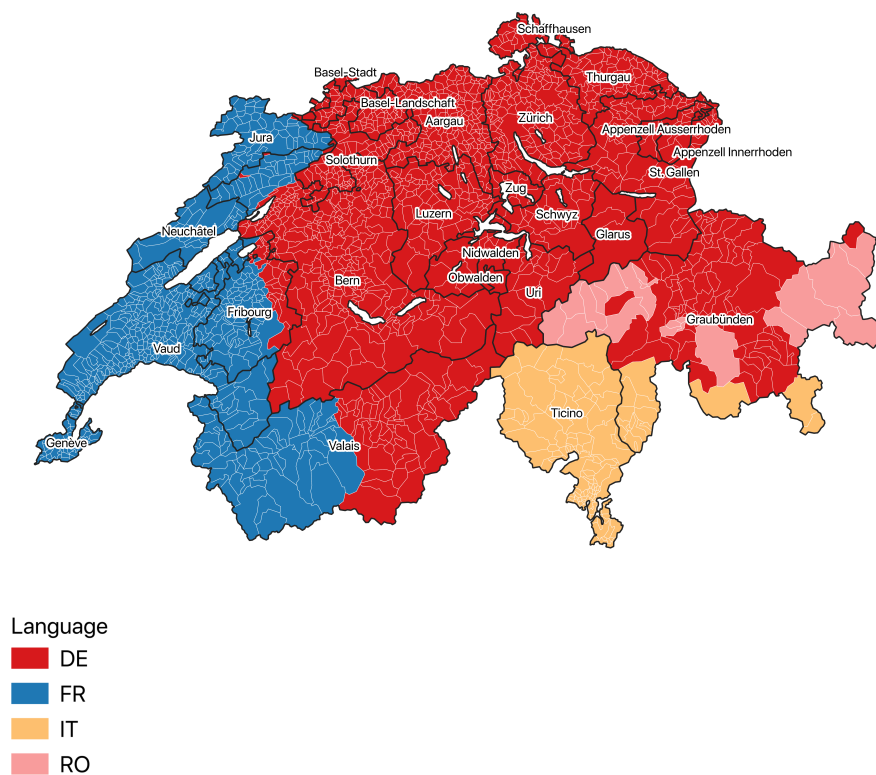 Schaffhausen
Basel-Stadt
Thurgau
Basel-Landschaft
Zürich
Aargau
Appenzell Ausserrhoden
Jura
Appenzell Innerrhoden
Solothurn
St. Gallen
Zug
Luzern
Schwyz
Neuchâtel
Glarus
Nidwalden
Obwalden
Bern
Uri
Fribourg
Graubünden
Vaud
Ticino
Genève
Valais
Language
DE
FR
IT
RO